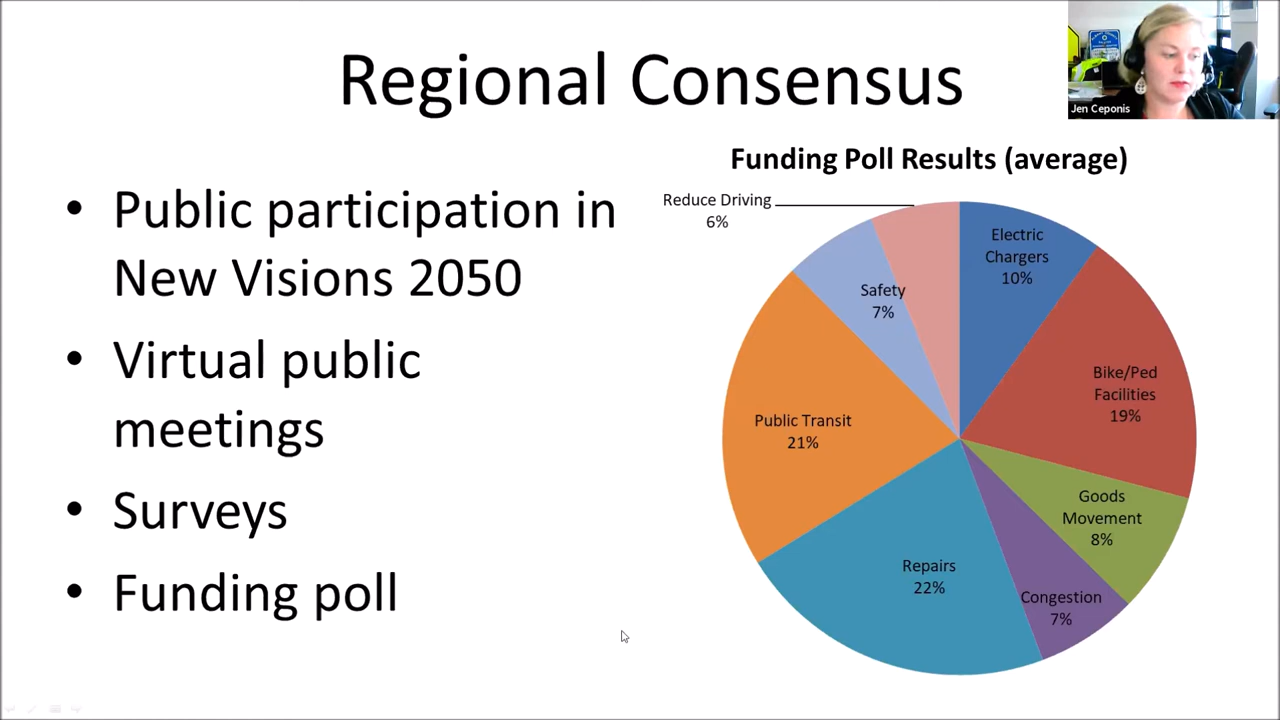 Regional Consensus
Jen Ceponis
• Public participation in
New Visions 2050
• Virtual public
meetings
• Surveys
• Funding poll
Funding Poll Results (average)
Reduce Driving
6%
Electric
Chargers
10%
Safety
7%
Bike/Ped
Facilities
19%
Public Transit
21%
Goods
Movement
8%
Repairs
22%
Congestion
7%